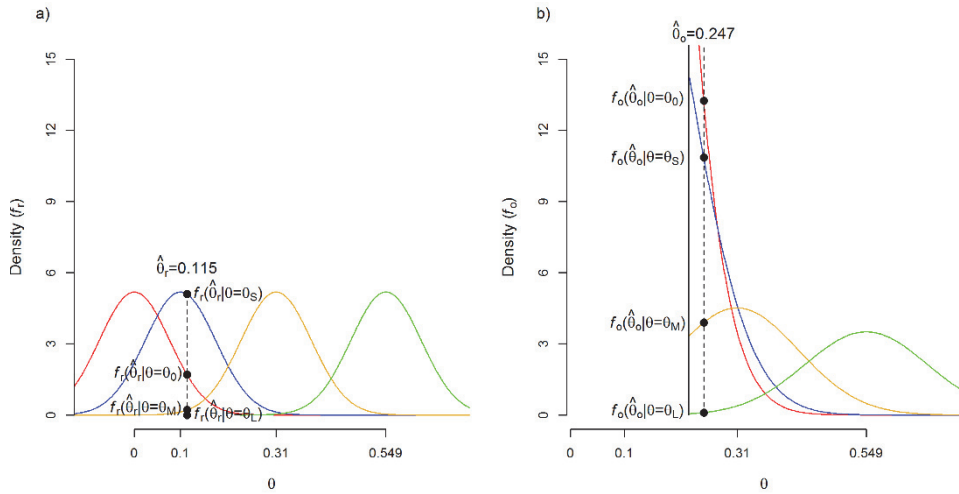 a)
15
12
9
6
3
0
Density (fr)
θ̂r=0.115
fr(θ̂r|θ=θS)
fr(θ̂r|θ=θ0)
fr(θ̂r|θ=θM)
fr(θ̂r|θ=θL)
0 0.1 0.31 0.549
θ
b)
15
12
9
6
3
0
Density (fo)
θ̂o=0.247
fo(θ̂o|θ=θ0)
fo(θ̂o|θ=θS)
fo(θ̂o|θ=θM)
fo(θ̂o|θ=θL)
0 0.1 0.31 0.549
θ